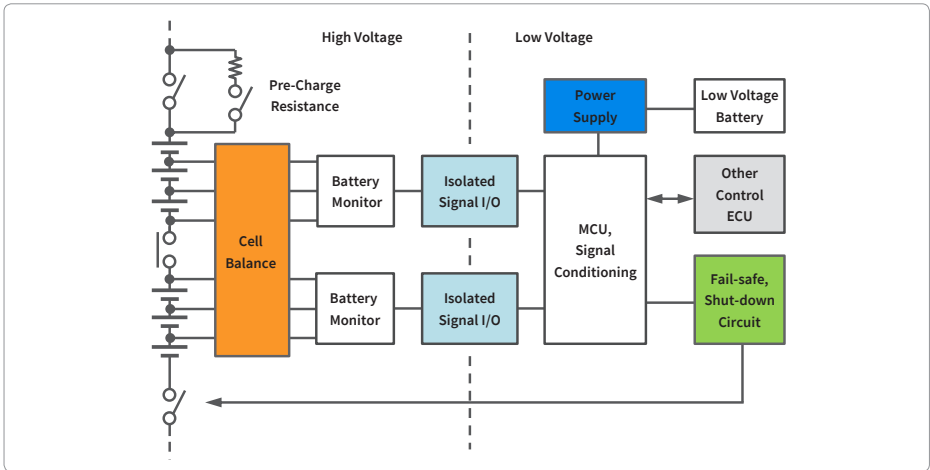 High Voltage
Low Voltage
Pre-Charge
Resistance
Power
Supply
Low Voltage
Battery
Cell
Balance
Battery
Monitor
Isolated
Signal I/O
MCU,
Signal
Conditioning
Other
Control
ECU
Battery
Monitor
Isolated
Signal I/O
Fail-safe,
Shut-down
Circuit